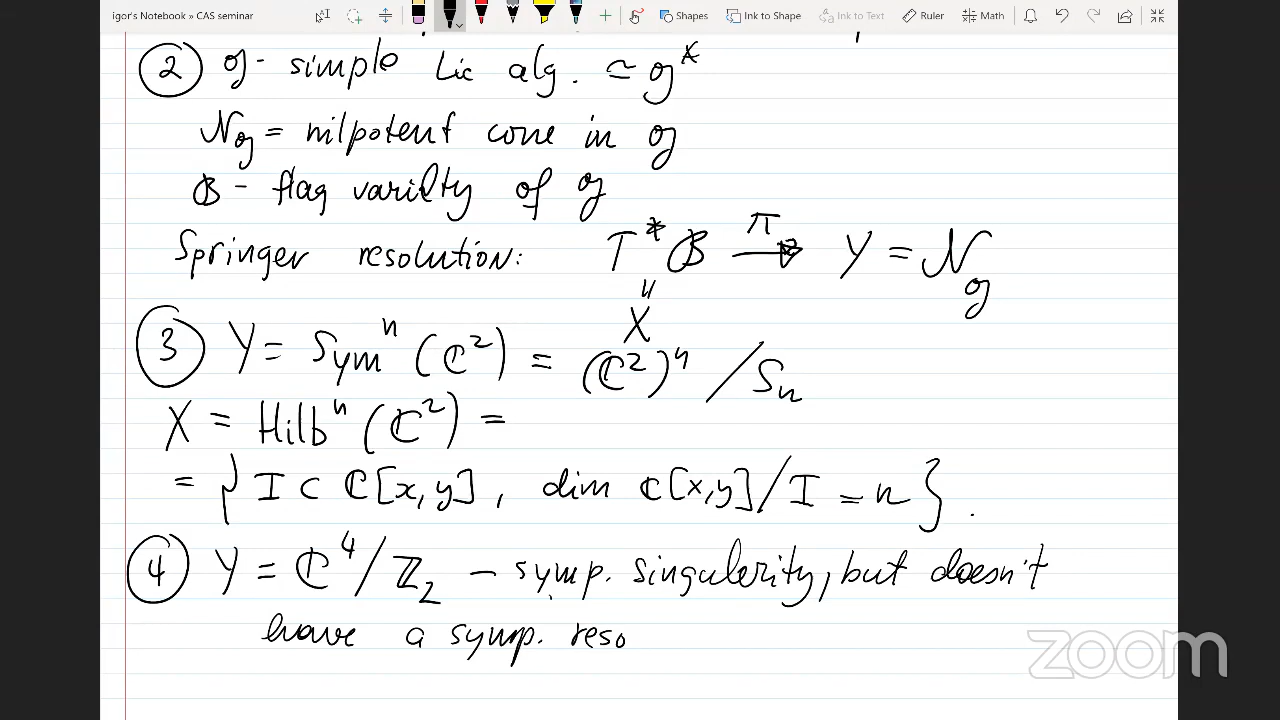 igor's Notebook » CAS seminar
Shapes
Ink to Shape
Ink to Text
Ruler
Math
② 𝔤 - simple Lie alg. ≃ 𝔤*
𝒩_𝔤 = nilpotent cone in 𝔤
ℬ - flag variety of 𝔤
Springer resolution: T*ℬ →^π Y = 𝒩_𝔤
"
X
③ Y = Sym^n (ℂ²) = (ℂ²)^n / S_n
X = Hilb^n (ℂ²) =
= { I ⊂ ℂ[x,y], dim ℂ[x,y]/I = n }.
④ Y = ℂ⁴/ℤ₂ – symp. singulerity, but doesn't
have a symp. reso
zoom